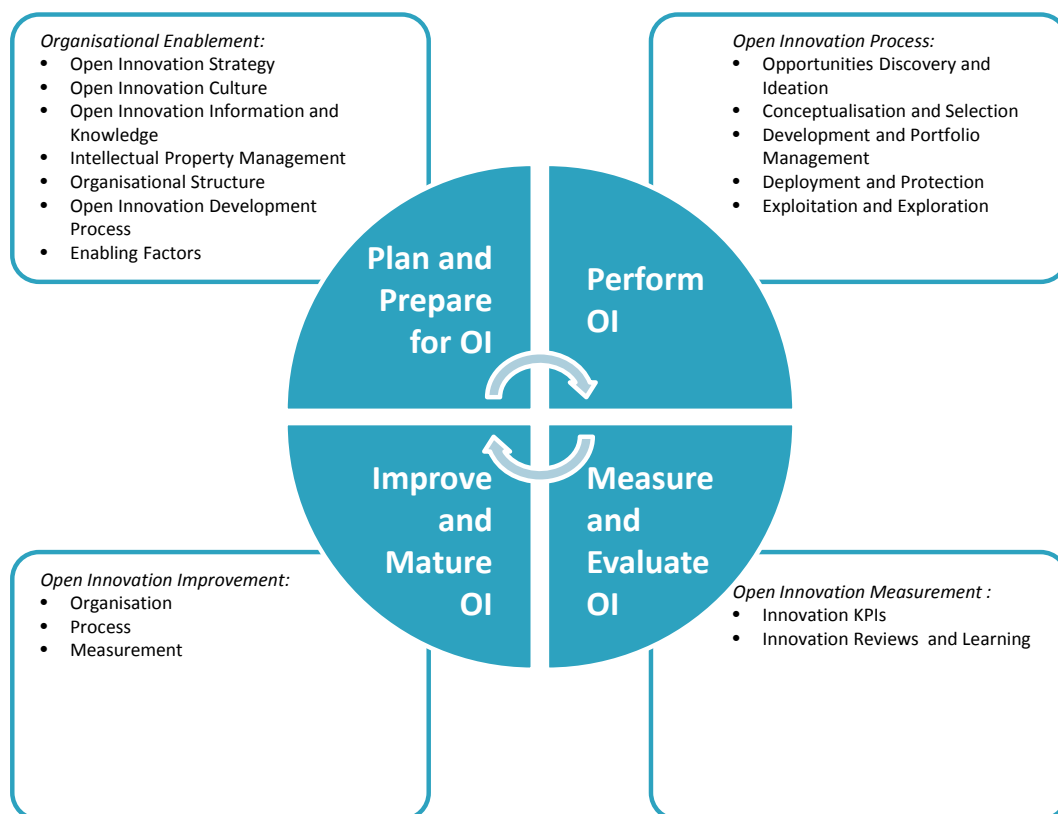 Organisational Enablement:
• Open Innovation Strategy
• Open Innovation Culture
• Open Innovation Information and
Knowledge
• Intellectual Property Management
• Organisational Structure
• Open Innovation Development
Process
• Enabling Factors
Open Innovation Process:
• Opportunities Discovery and
Ideation
• Conceptualisation and Selection
• Development and Portfolio
Management
• Deployment and Protection
• Exploitation and Exploration
Plan and
Prepare
for OI
Perform
OI
Improve
and
Mature
OI
Measure
and
Evaluate
OI
Open Innovation Improvement:
• Organisation
• Process
• Measurement
Open Innovation Measurement :
• Innovation KPIs
• Innovation Reviews  and Learning